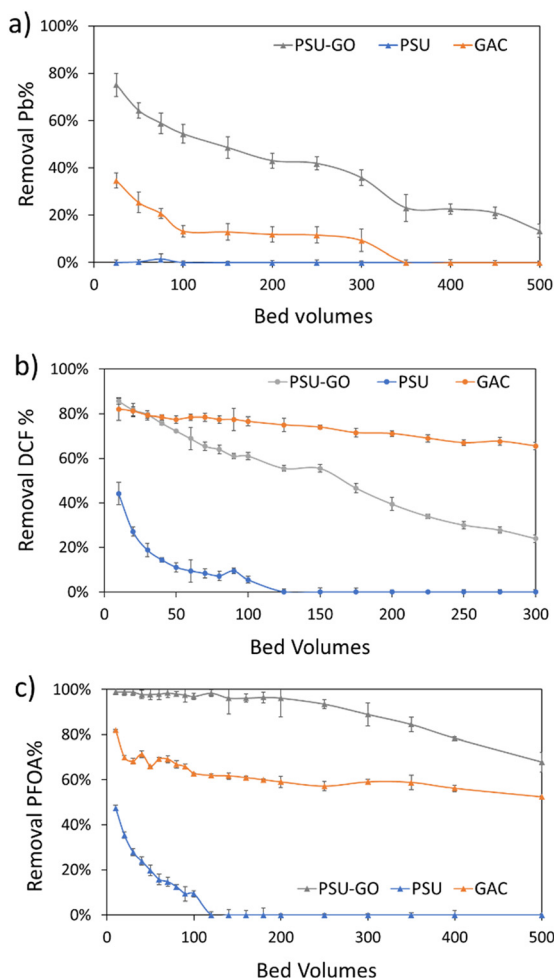 a)
100%
80%
60%
40%
20%
0%
Removal Pb%
PSU-GO PSU GAC
0 100 200 300 400 500
Bed volumes
b)
100%
80%
60%
40%
20%
0%
Removal DCF %
PSU-GO PSU GAC
0 50 100 150 200 250 300
Bed Volumes
c)
100%
80%
60%
40%
20%
0%
Removal PFOA%
PSU-GO PSU GAC
0 100 200 300 400 500
Bed Volumes